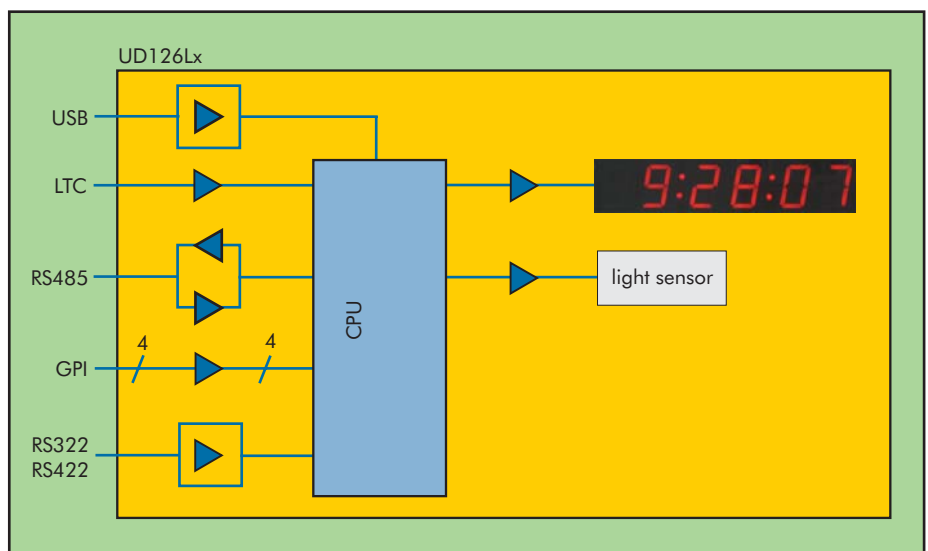 UD126Lx
USB
LTC
9:28:07
RS485
light sensor
CPU
4
4
GPI
RS322
RS422